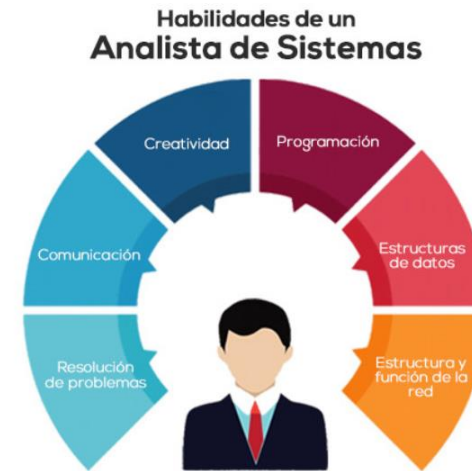 Habilidades de un
Analista de Sistemas
Creatividad
Programación
Comunicación
Estructuras
de datos
Resolución
de problemas
Estructura y
función de la
red